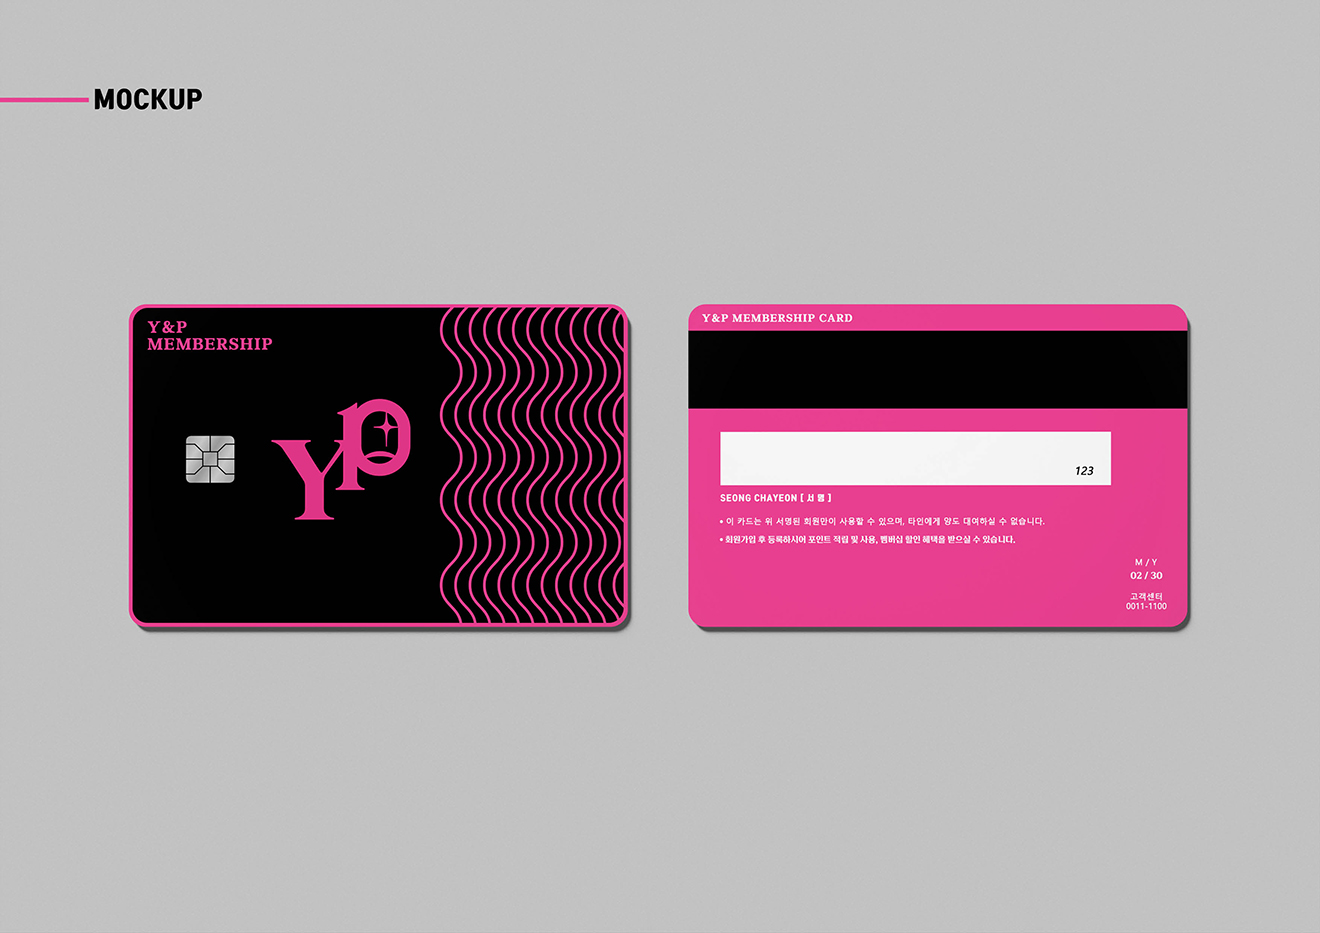 MOCKUP
Y&P
MEMBERSHIP
YP
Y&P MEMBERSHIP CARD
123
SEONG CHAYEON [ 서 명 ]
• 이 카드는 위 서명된 회원만이 사용할 수 있으며, 타인에게 양도 대여하실 수 없습니다.
• 회원가입 후 등록하시어 포인트 적립 및 사용, 멤버십 할인 혜택을 받으실 수 있습니다.
M / Y
02 / 30
고객센터
0011-1100